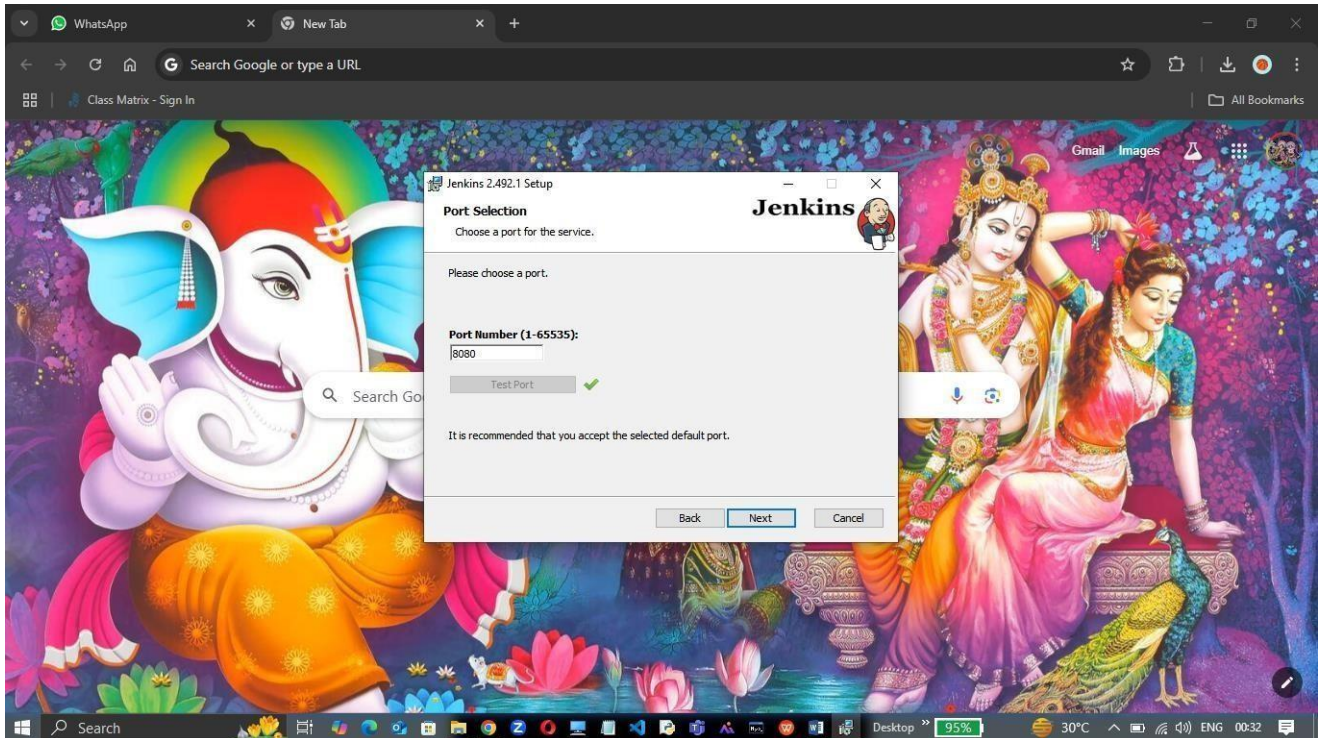 WhatsApp
New Tab
Search Google or type a URL
Class Matrix - Sign In
All Bookmarks
Gmail Images
Jenkins 2.492.1 Setup
Port Selection
Jenkins
Choose a port for the service.
Please choose a port.
Port Number (1-65535):
8080
Test Port
Search Go
It is recommended that you accept the selected default port.
Back Next Cancel
Search
Desktop
95%
30°C
ENG
00:32